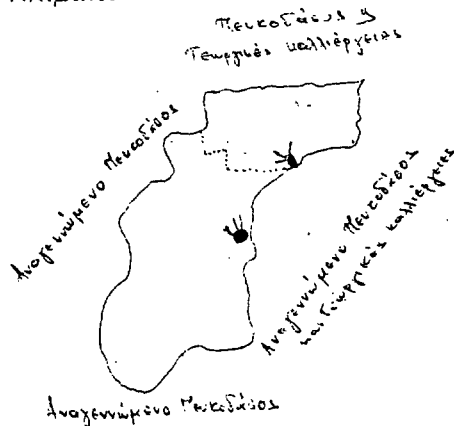 Πευκοδάσος ή
Γεωργικές καλλιέργειες
Αναγεννώμενο Πευκοδάσος
Αναγεννώμενο Πευκοδάσος
και Γεωργικές καλλιέργειες
Αναγεννώμενο Πευκοδάσος